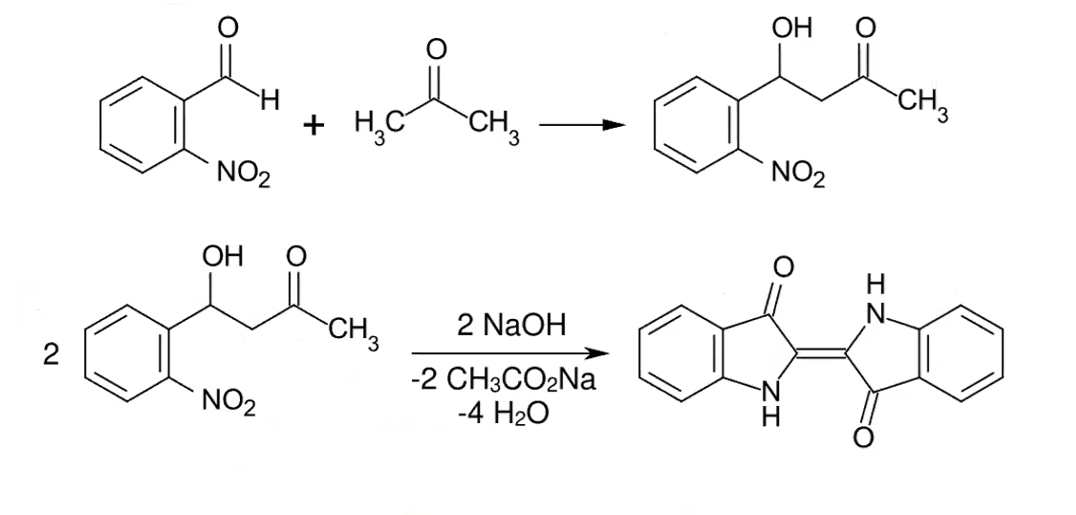 O OH O
O
H
H₃C CH₃ CH₃
+
NO₂ NO₂
OH O O
H
N
CH₃ 2 NaOH
2
-2 CH₃CO₂Na
NO₂ N
-4 H₂O H
O